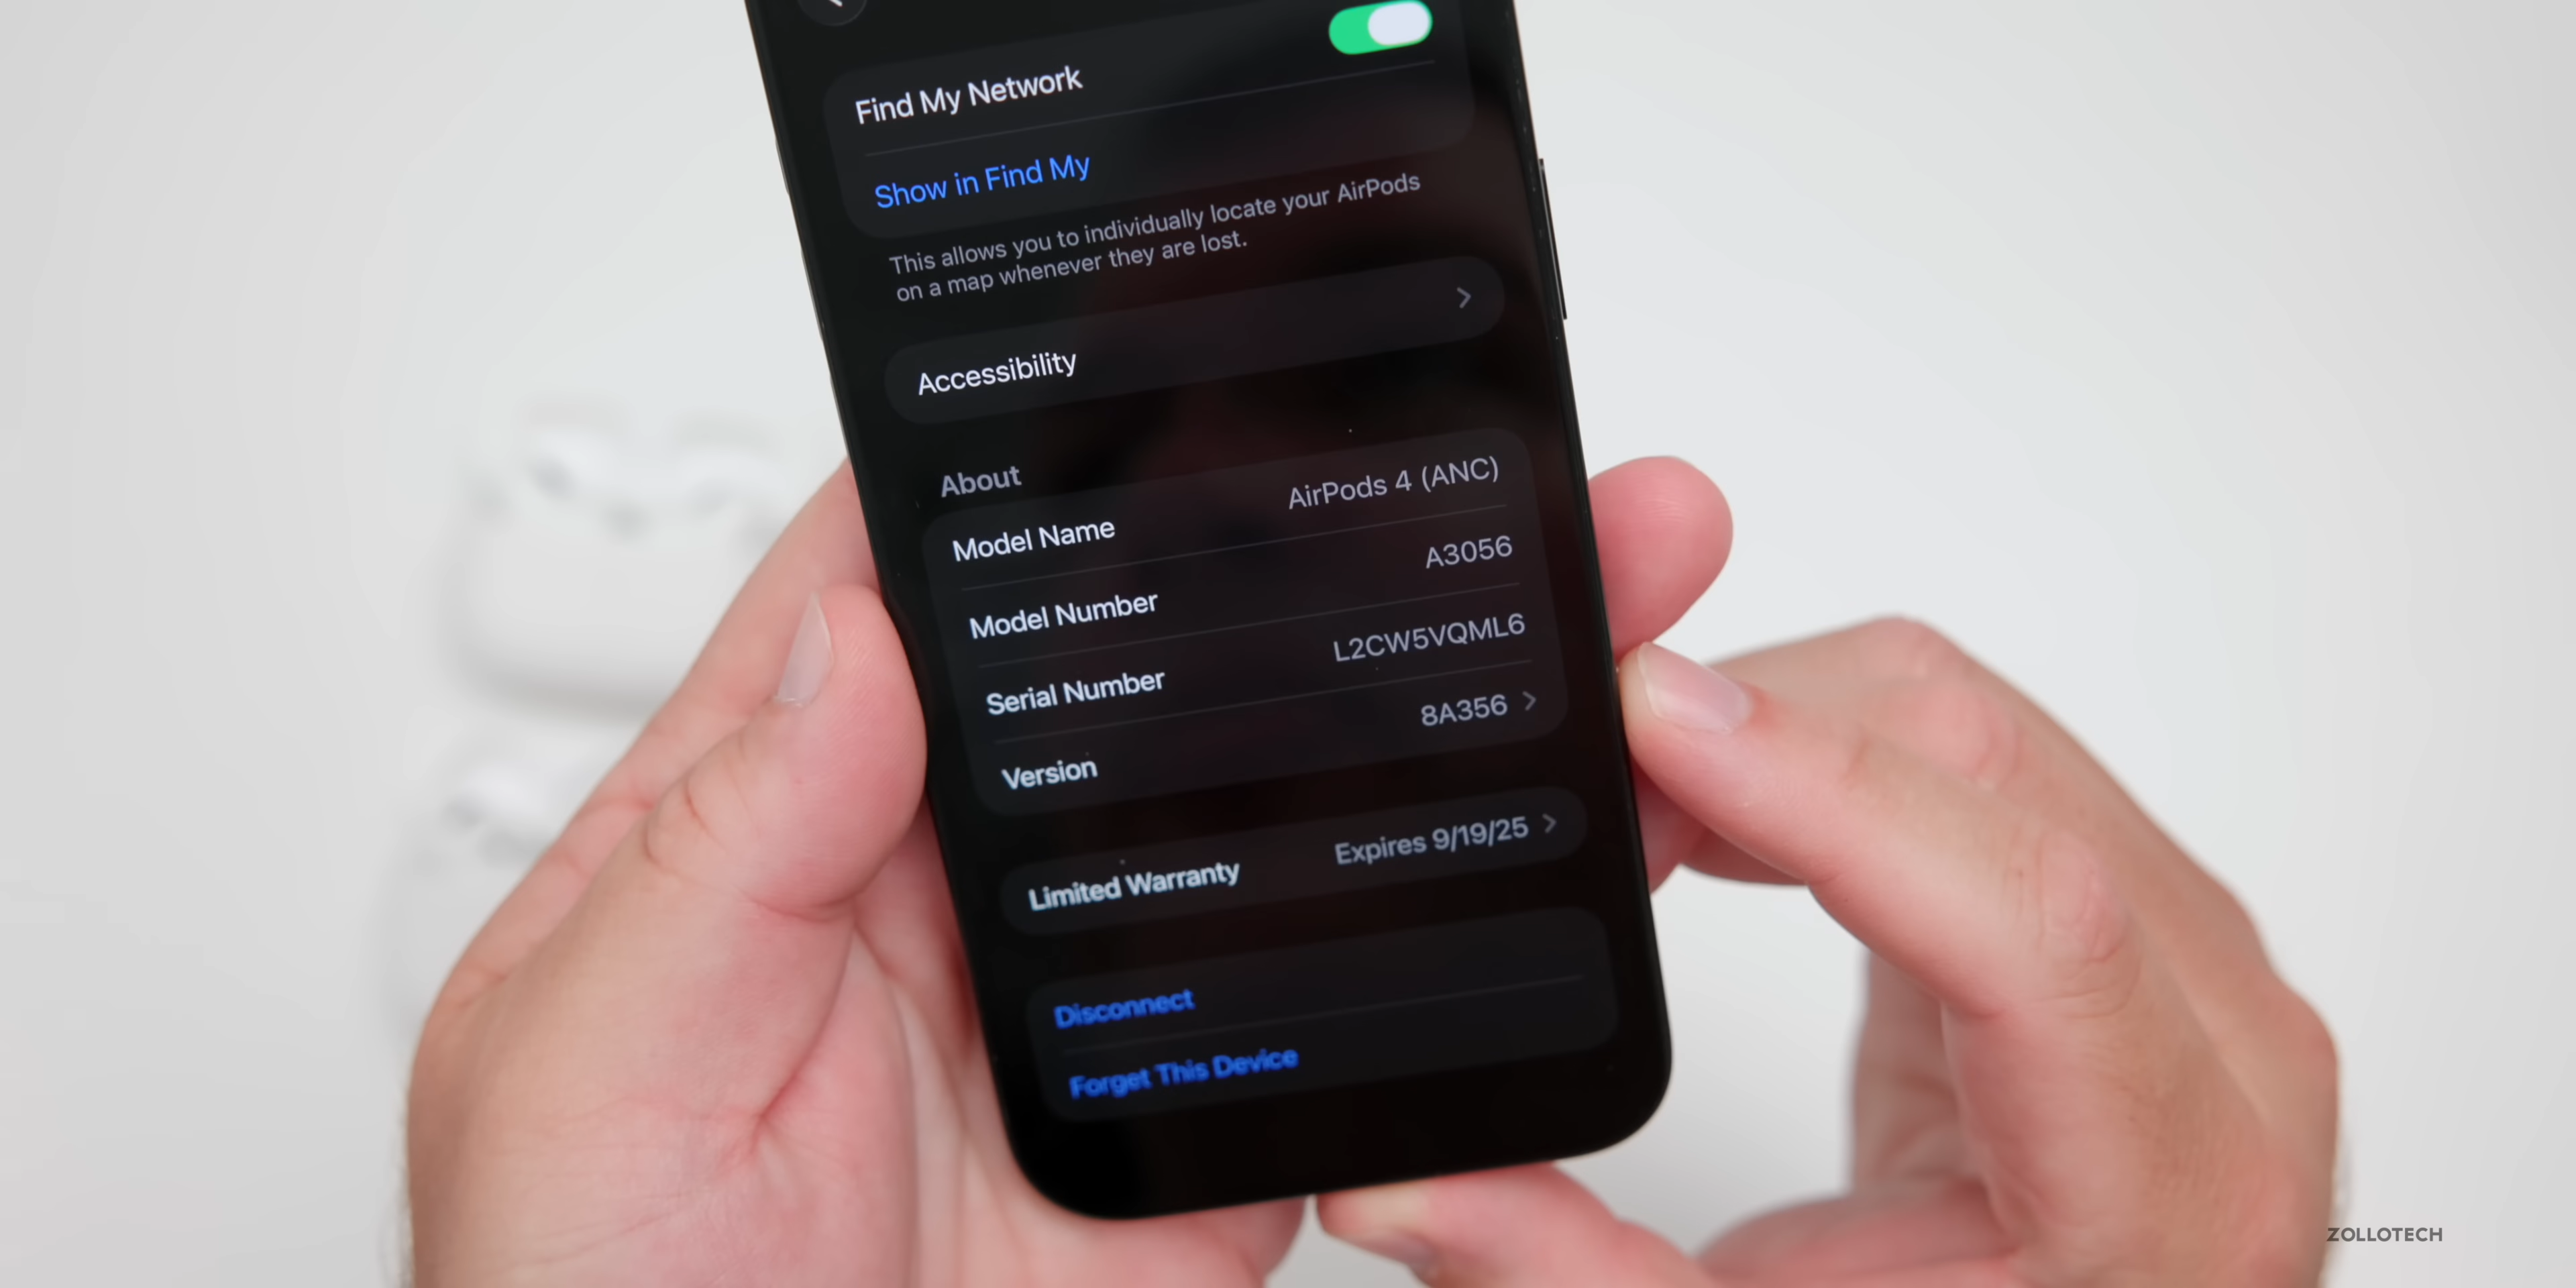 Find My Network
Show in Find My
This allows you to individually locate your AirPods
on a map whenever they are lost.
Accessibility
About
Model Name AirPods 4 (ANC)
Model Number A3056
Serial Number L2CW5VQML6
Version 8A356
Limited Warranty Expires 9/19/25
Disconnect
Forget This Device
ZOLLOTECH